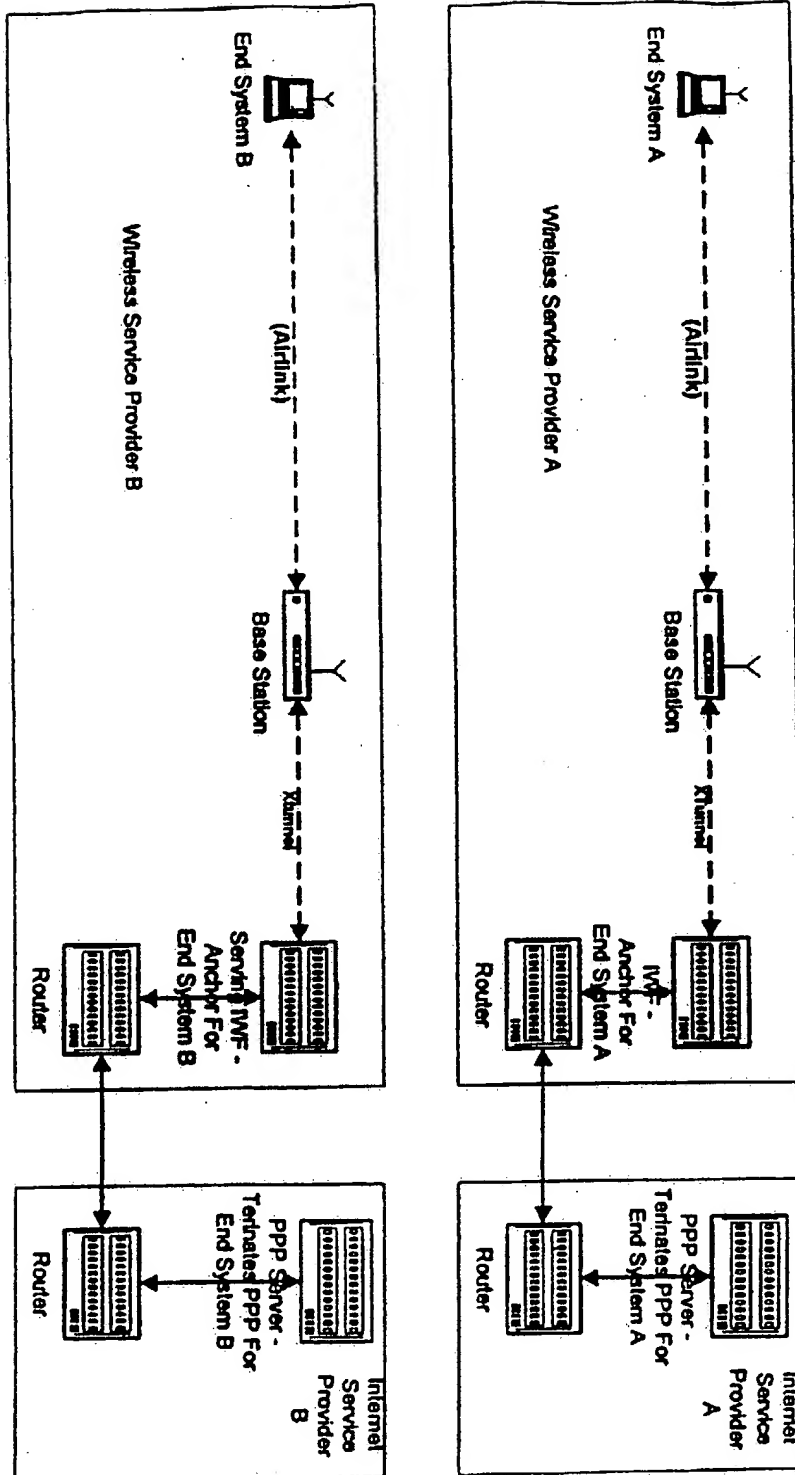 End System A
(Airlink)
Wireless Service Provider A
Base Station
XTunnel
IWF -
Anchor For
End System A
Router
PPP Server -
Terinates PPP For
End System A
Router
Internet
Service
Provider
A
End System B
(Airlink)
Wireless Service Provider B
Base Station
Xtunnel
Serving IWF -
Anchor For
End System B
Router
PPP Server -
Terinates PPP For
End System B
Router
Internet
Service
Provider
B